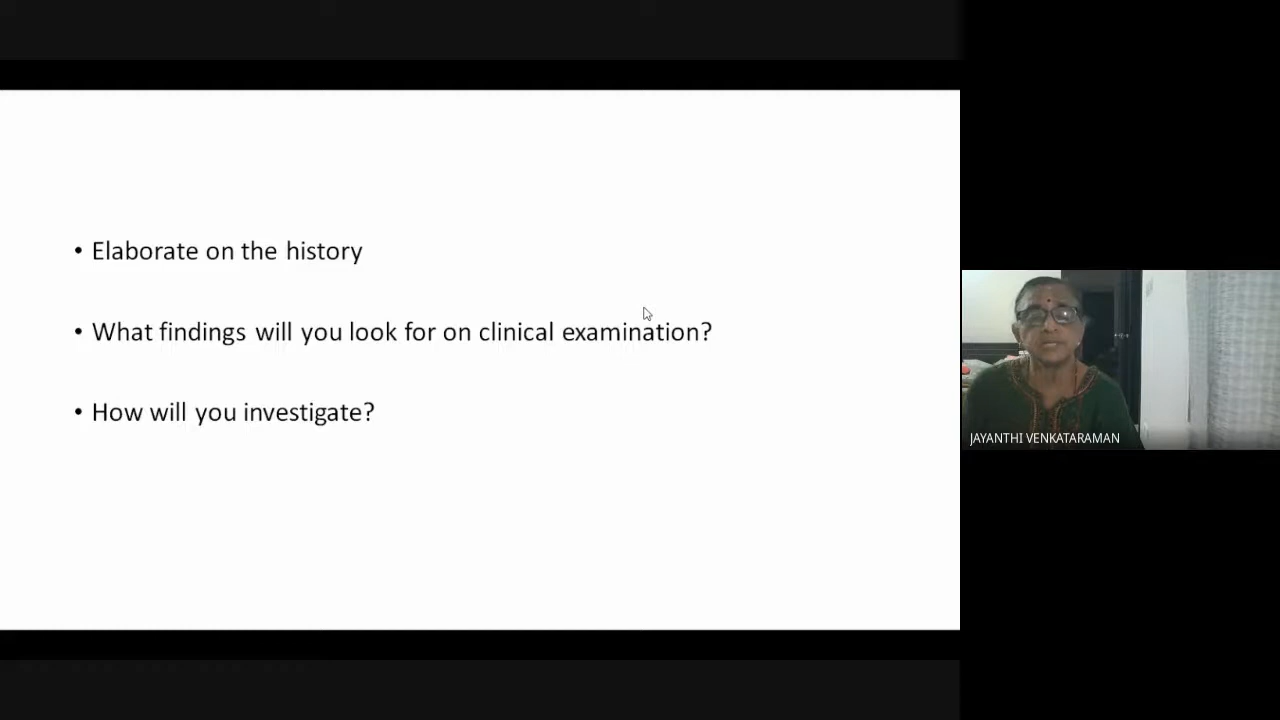 • Elaborate on the history
• What findings will you look for on clinical examination?
• How will you investigate?
JAYANTHI VENKATARAMAN